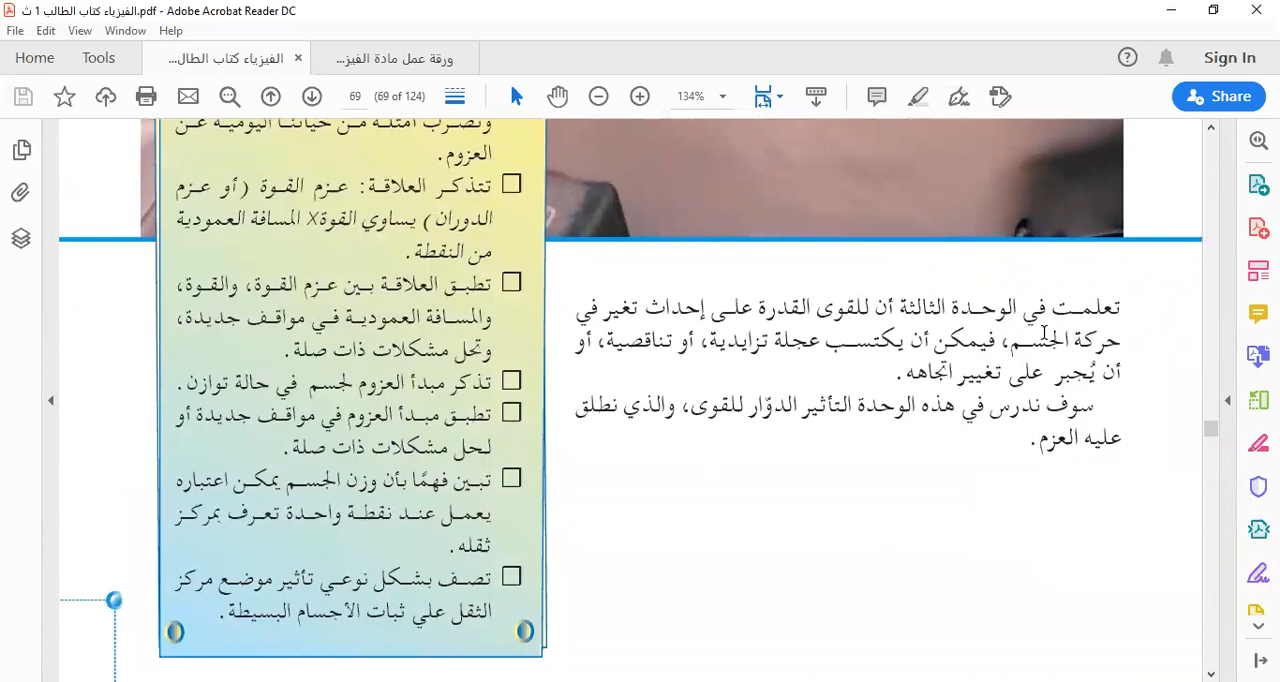 الفيزياء كتاب الطالب 1 ث.pdf - Adobe Acrobat Reader DC
File Edit View Window Help
Home Tools الفيزياء كتاب الطال... × ورقة عمل مادة الفيز... Sign In
69 (69 of 124) 134% Share
ونضرب أمثلة من حياتنا اليومية عن
العزوم.
تتذكر العلاقة: عزم القوة (أو عزم
الدوران) يساوي القوةX المسافة العمودية
من النقطة.
تطبق العلاقة بين عزم القوة، والقوة،
والمسافة العمودية في مواقف جديدة،
وتحل مشكلات ذات صلة.
تذكر مبدأ العزوم لجسم في حالة توازن.
تطبق مبدأ العزوم في مواقف جديدة أو
لحل مشكلات ذات صلة.
تبين فهمًا بأن وزن الجسم يمكن اعتباره
يعمل عند نقطة واحدة تعرف بمركز
ثقله.
تصف بشكل نوعي تأثير موضع مركز
الثقل علي ثبات الأجسام البسيطة.
تعلمت في الوحدة الثالثة أن للقوى القدرة على إحداث تغير في
حركة الجسم، فيمكن أن يكتسب عجلة تزايدية، أو تناقصية، أو
أن يُجبر على تغيير اتجاهه.
سوف ندرس في هذه الوحدة التأثير الدوّار للقوى، والذي نطلق
عليه العزم.